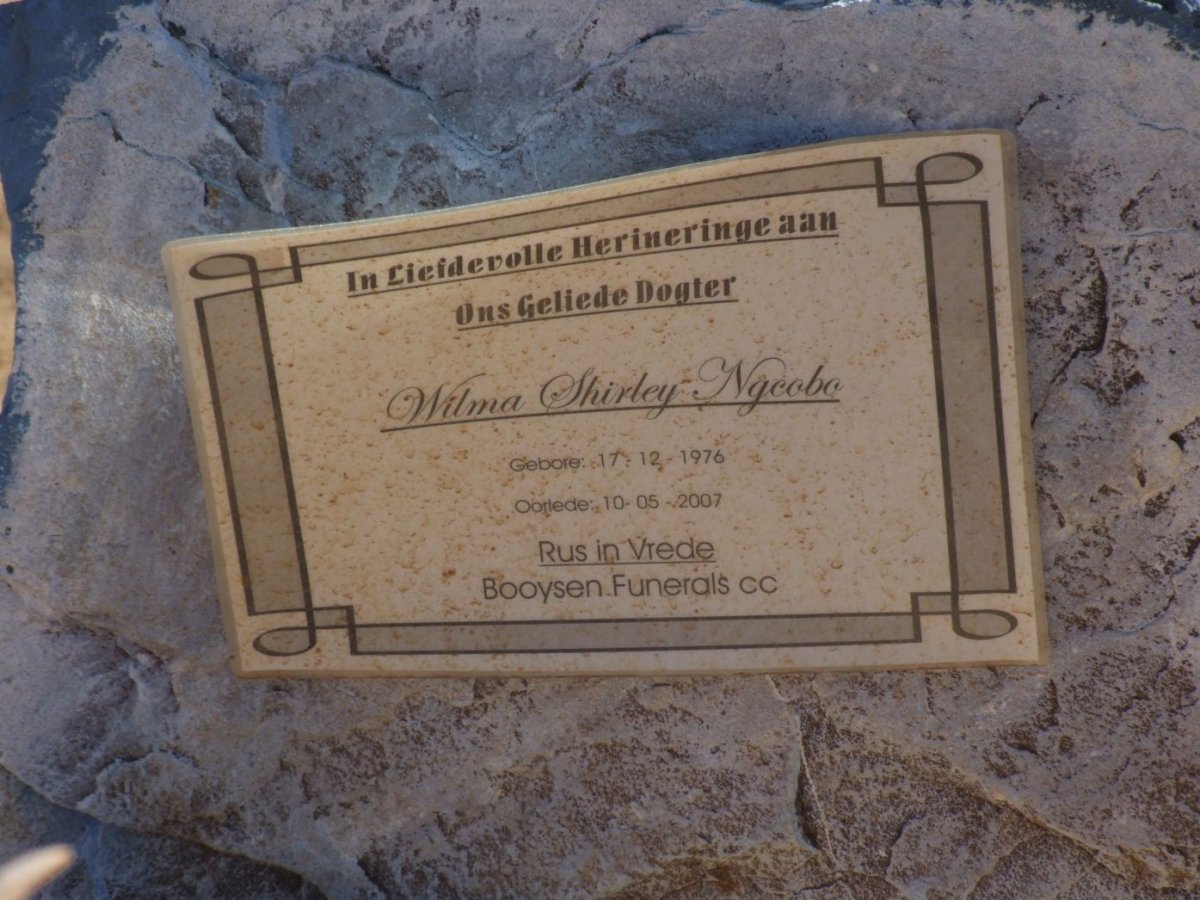 In Liefdevolle Herineringe aan
Ons Geliede Dogter
Wilma Shirley Ngcobo
Gebore: 17 - 12 - 1976
Oorlede: 10- 05 - 2007
Rus in Vrede
Booysen Funerals cc